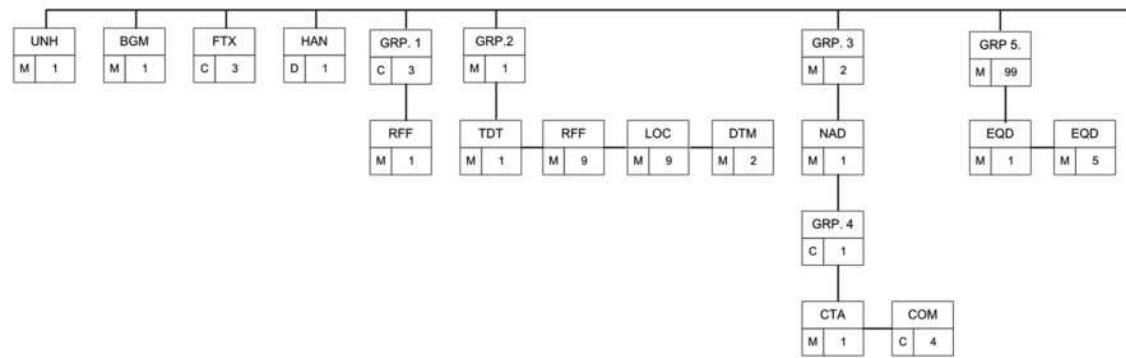 UNH BGM FTX HAN GRP. 1 GRP.2 GRP. 3 GRP 5.
M 1 M 1 C 3 D 1 C 3 M 1 M 2 M 99
RFF TDT RFF LOC DTM NAD EQD EQD
M 1 M 1 M 9 M 9 M 2 M 1 M 1 M 5
GRP. 4
C 1
CTA COM
M 1 C 4